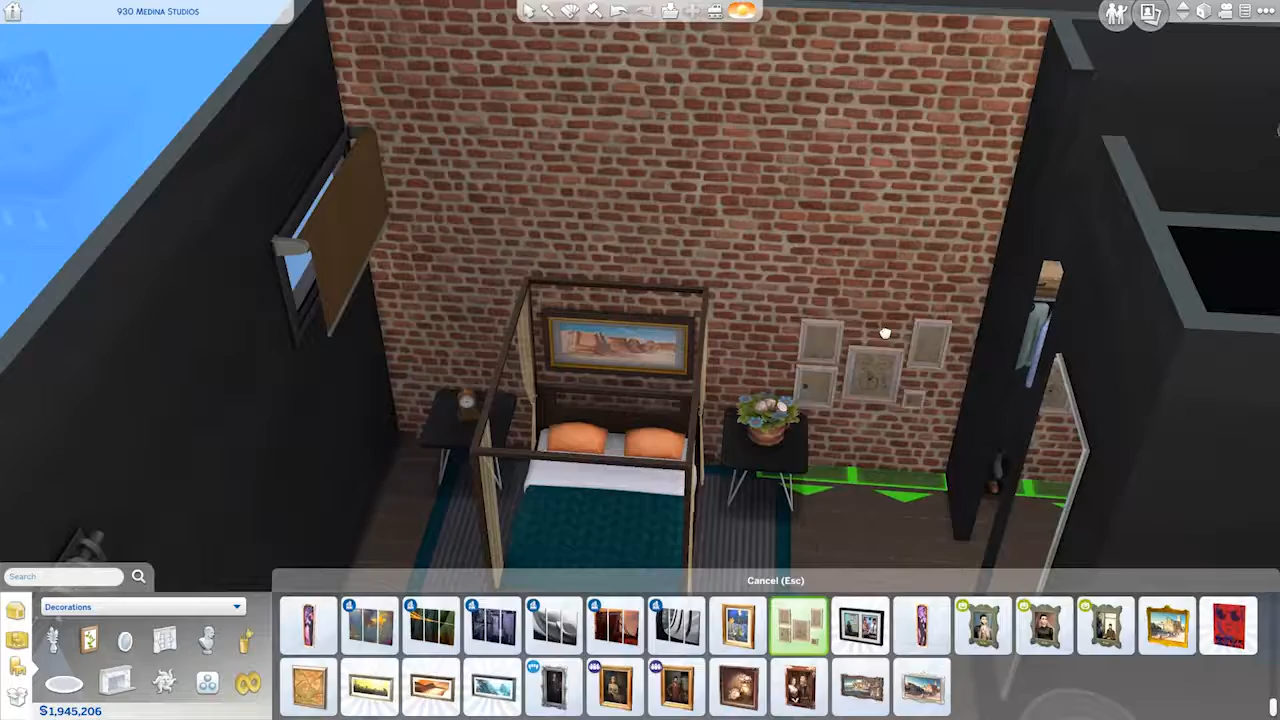 930 MEDINA STUDIOS
Cancel (Esc)
Search
Decorations
$1,945,206